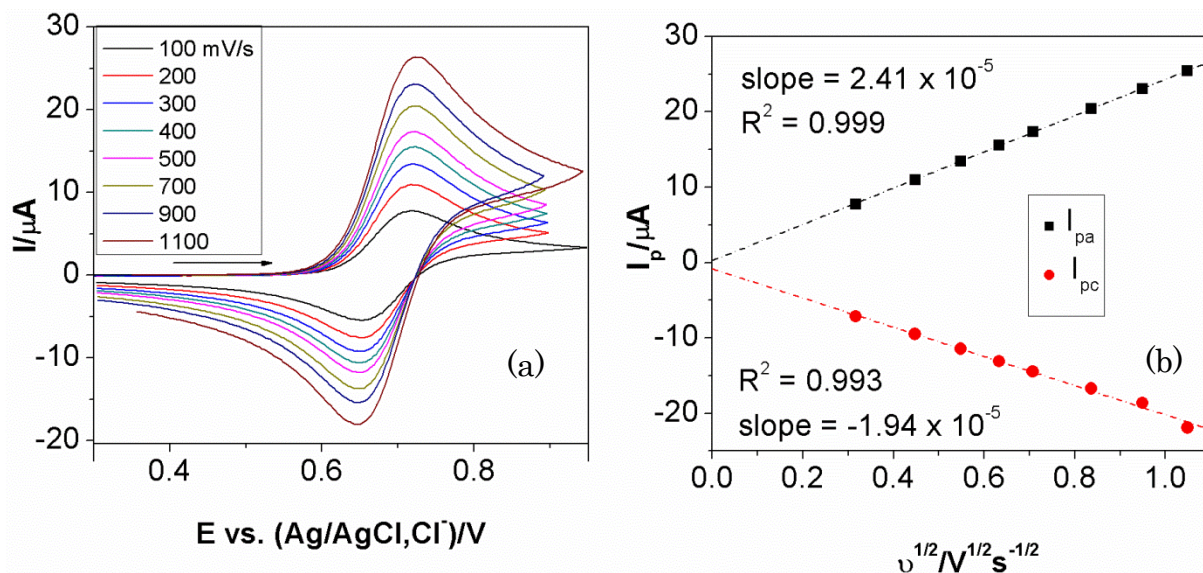 30
20
10
0
-10
-20
I/μA
100 mV/s
200
300
400
500
700
900
1100
(a)
0.4
0.6
0.8
E vs. (Ag/AgCl,Cl⁻)/V
30
20
10
0
-10
-20
Iₚ/μA
slope = 2.41 x 10⁻⁵
R² = 0.999
I pa
I pc
(b)
R² = 0.993
slope = -1.94 x 10⁻⁵
0.0
0.2
0.4
0.6
0.8
1.0
υ^1/2/V^1/2s^-1/2